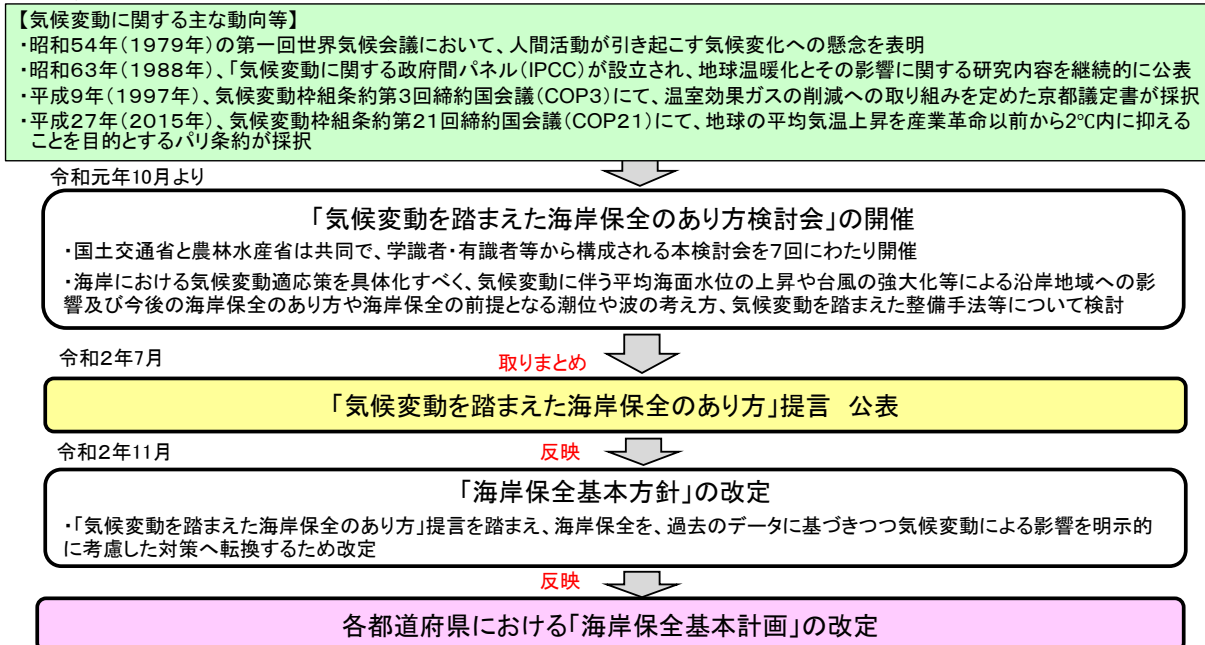 【気候変動に関する主な動向等】
・昭和54年(1979年)の第一回世界気候会議において、人間活動が引き起こす気候変化への懸念を表明
・昭和63年(1988年)、「気候変動に関する政府間パネル(IPCC)が設立され、地球温暖化とその影響に関する研究内容を継続的に公表
・平成9年(1997年)、気候変動枠組条約第3回締約国会議(COP3)にて、温室効果ガスの削減への取り組みを定めた京都議定書が採択
・平成27年(2015年)、気候変動枠組条約第21回締約国会議(COP21)にて、地球の平均気温上昇を産業革命以前から2℃内に抑える
ことを目的とするパリ条約が採択
令和元年10月より
「気候変動を踏まえた海岸保全のあり方検討会」の開催
・国土交通省と農林水産省は共同で、学識者・有識者等から構成される本検討会を7回にわたり開催
・海岸における気候変動適応策を具体化すべく、気候変動に伴う平均海面水位の上昇や台風の強大化等による沿岸地域への影
響及び今後の海岸保全のあり方や海岸保全の前提となる潮位や波の考え方、気候変動を踏まえた整備手法等について検討
令和2年7月
取りまとめ
「気候変動を踏まえた海岸保全のあり方」提言 公表
令和2年11月
反映
「海岸保全基本方針」の改定
・「気候変動を踏まえた海岸保全のあり方」提言を踏まえ、海岸保全を、過去のデータに基づきつつ気候変動による影響を明示的
に考慮した対策へ転換するため改定
反映
各都道府県における「海岸保全基本計画」の改定